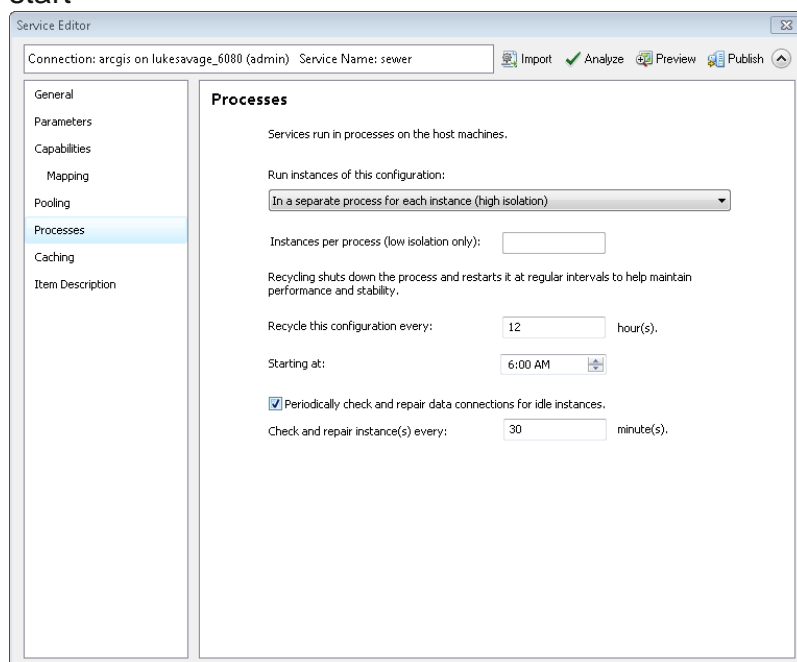 start
Service Editor
Connection: arcgis on lukesavage_6080 (admin) Service Name: sewer
Import Analyze Preview Publish
General
Parameters
Capabilities
Mapping
Pooling
Processes
Caching
Item Description
Processes
Services run in processes on the host machines.
Run instances of this configuration:
In a separate process for each instance (high isolation)
Instances per process (low isolation only):
Recycling shuts down the process and restarts it at regular intervals to help maintain
performance and stability.
Recycle this configuration every: 12 hour(s).
Starting at: 6:00 AM
Periodically check and repair data connections for idle instances.
Check and repair instance(s) every: 30 minute(s).